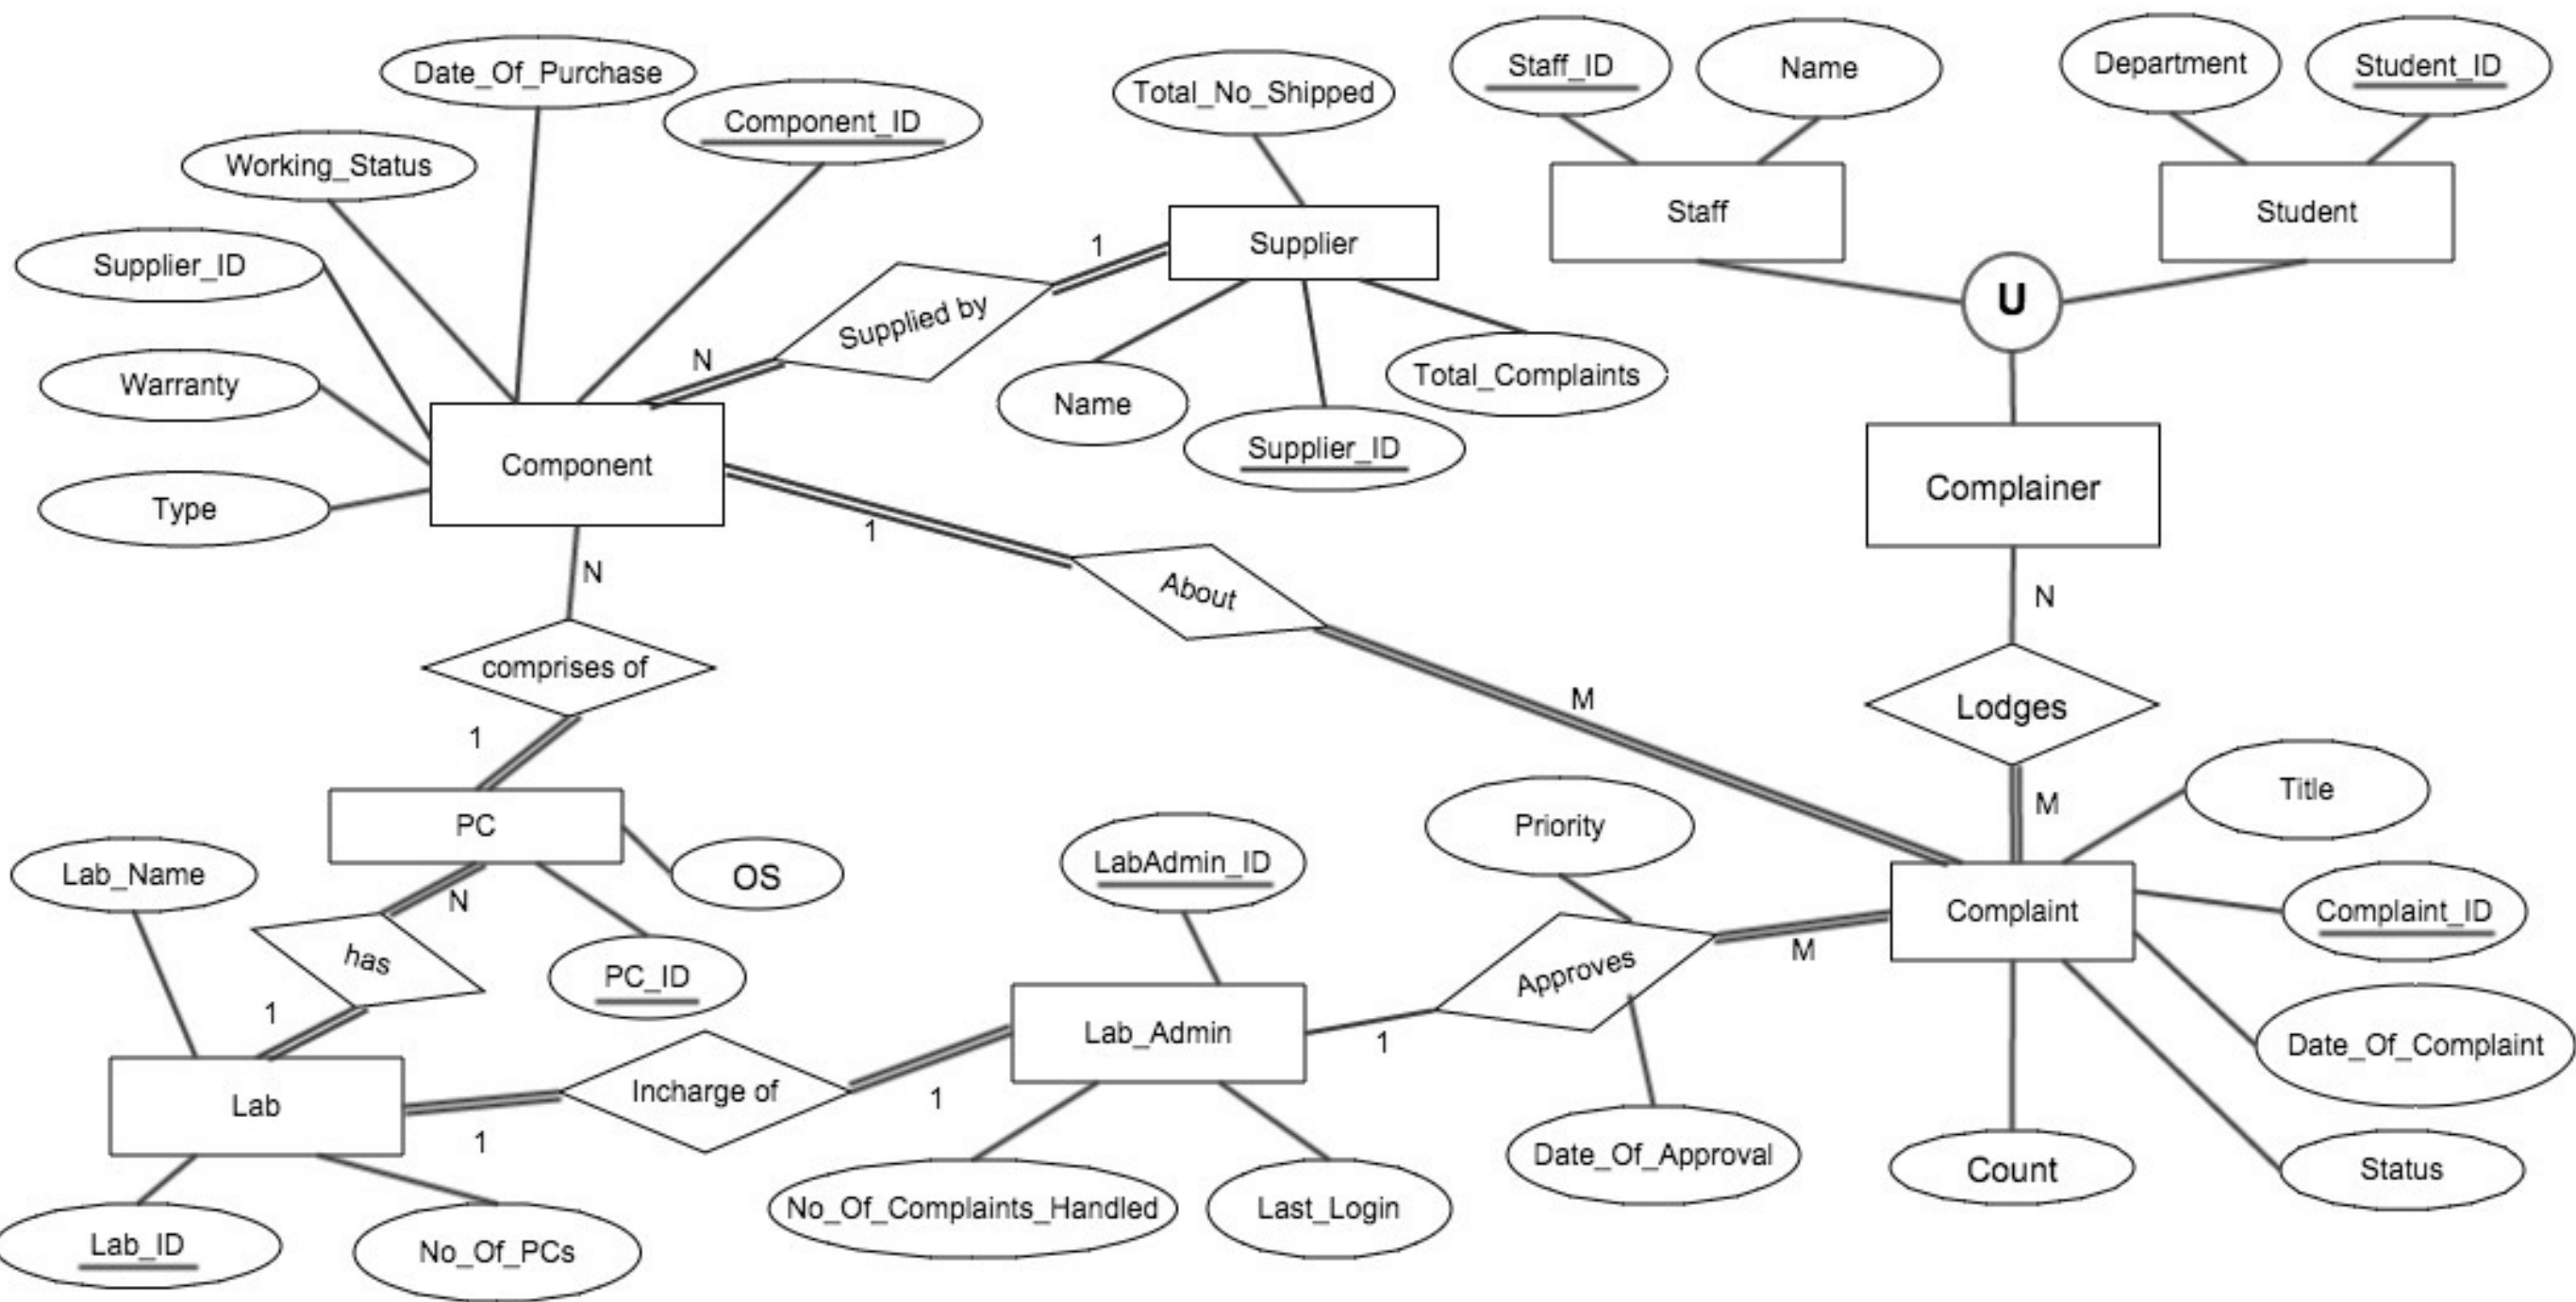 Date_Of_Purchase
Component_ID
Working_Status
Supplier_ID
Warranty
Type
Component
N
Supplied by
1
Total_No_Shipped
Supplier
Name
Supplier_ID
Total_Complaints
Staff_ID
Name
Staff
Department
Student_ID
Student
U
Complainer
N
Lodges
M
1
About
M
N
comprises of
1
PC
OS
PC_ID
N
has
1
Lab_Name
Lab
Lab_ID
No_Of_PCs
1
Incharge of
1
LabAdmin_ID
Lab_Admin
No_Of_Complaints_Handled
Last_Login
1
Priority
Approves
Date_Of_Approval
M
Complaint
Title
Complaint_ID
Date_Of_Complaint
Status
Count